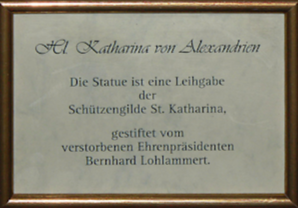 Hl. Katharina von Alexandrien
Die Statue ist eine Leihgabe
der
Schützengilde St. Katharina,
gestiftet vom
verstorbenen Ehrenpräsidenten
Bernhard Lohlammert.